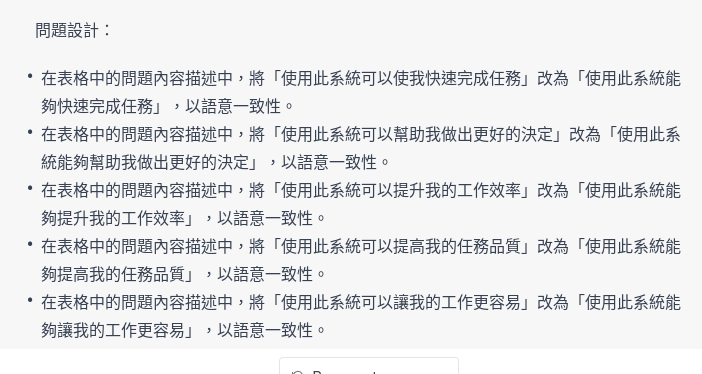 問題設計：
• 在表格中的問題內容描述中，將「使用此系統可以使我快速完成任務」改為「使用此系統能
夠快速完成任務」，以語意一致性。
• 在表格中的問題內容描述中，將「使用此系統可以幫助我做出更好的決定」改為「使用此系
統能夠幫助我做出更好的決定」，以語意一致性。
• 在表格中的問題內容描述中，將「使用此系統可以提升我的工作效率」改為「使用此系統能
夠提升我的工作效率」，以語意一致性。
• 在表格中的問題內容描述中，將「使用此系統可以提高我的任務品質」改為「使用此系統能
夠提高我的任務品質」，以語意一致性。
• 在表格中的問題內容描述中，將「使用此系統可以讓我的工作更容易」改為「使用此系統能
夠讓我的工作更容易」，以語意一致性。